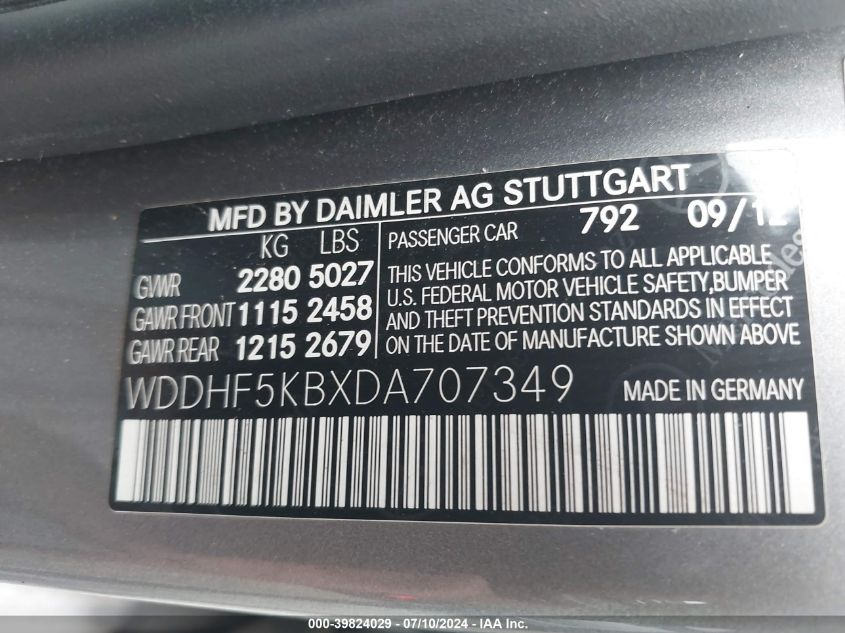 MFD BY DAIMLER AG STUTTGART
KG LBS
GVWR 2280 5027
GAWR FRONT 1115 2458
GAWR REAR 1215 2679
PASSENGER CAR 792 09/12
THIS VEHICLE CONFORMS TO ALL APPLICABLE
U.S. FEDERAL MOTOR VEHICLE SAFETY,BUMPER
AND THEFT PREVENTION STANDARDS IN EFFECT
ON THE DATE OF MANUFACTURE SHOWN ABOVE
WDDHF5KBXDA707349 MADE IN GERMANY
000-39824029 - 07/10/2024 - IAA Inc.